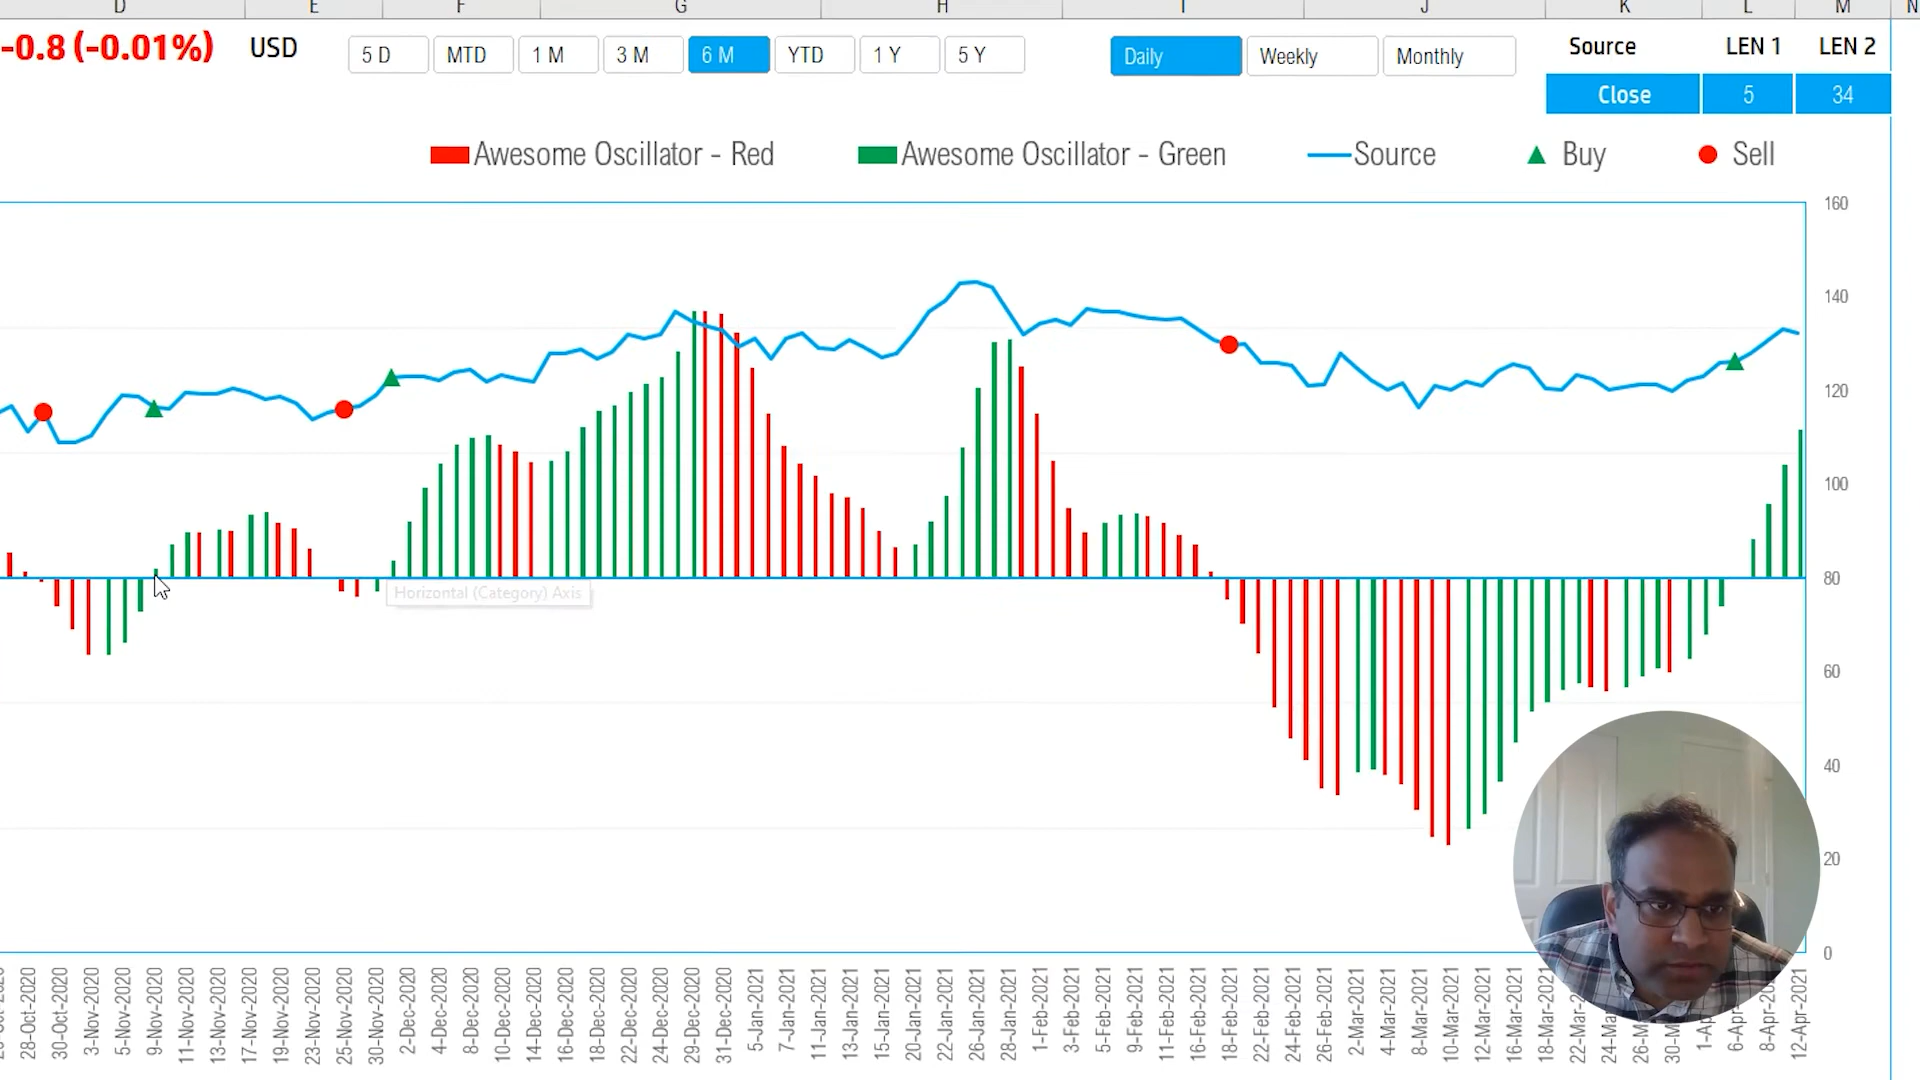 D E F G H I J K L M N
-0.8 (-0.01%) USD 5 D MTD 1 M 3 M 6 M YTD 1 Y 5 Y Daily Weekly Monthly Source LEN 1 LEN 2
Close 5 34
Awesome Oscillator - Red Awesome Oscillator - Green Source Buy Sell
160
140
120
100
80
Horizontal (Category) Axis
60
40
20
0
28-Oct-2020
30-Oct-2020
3-Nov-2020
5-Nov-2020
9-Nov-2020
11-Nov-2020
13-Nov-2020
17-Nov-2020
19-Nov-2020
23-Nov-2020
25-Nov-2020
30-Nov-2020
2-Dec-2020
4-Dec-2020
8-Dec-2020
10-Dec-2020
14-Dec-2020
16-Dec-2020
18-Dec-2020
22-Dec-2020
24-Dec-2020
29-Dec-2020
31-Dec-2020
5-Jan-2021
7-Jan-2021
11-Jan-2021
13-Jan-2021
15-Jan-2021
20-Jan-2021
22-Jan-2021
26-Jan-2021
28-Jan-2021
1-Feb-2021
3-Feb-2021
5-Feb-2021
9-Feb-2021
11-Feb-2021
16-Feb-2021
18-Feb-2021
22-Feb-2021
24-Feb-2021
26-Feb-2021
2-Mar-2021
4-Mar-2021
8-Mar-2021
10-Mar-2021
12-Mar-2021
16-Mar-2021
18-Mar-2021
22-Ma
24-Ma
26-M
30-M
1-Ap
6-Apr
8-Apr-2021
12-Apr-2021